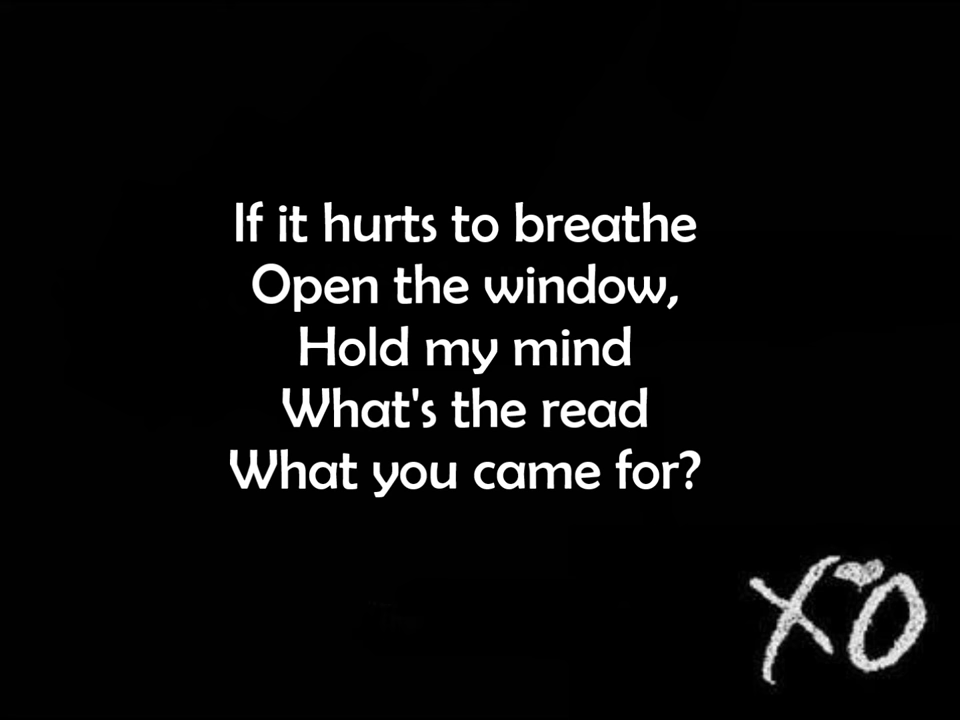 If it hurts to breathe
Open the window,
Hold my mind
What's the read
What you came for?
XO